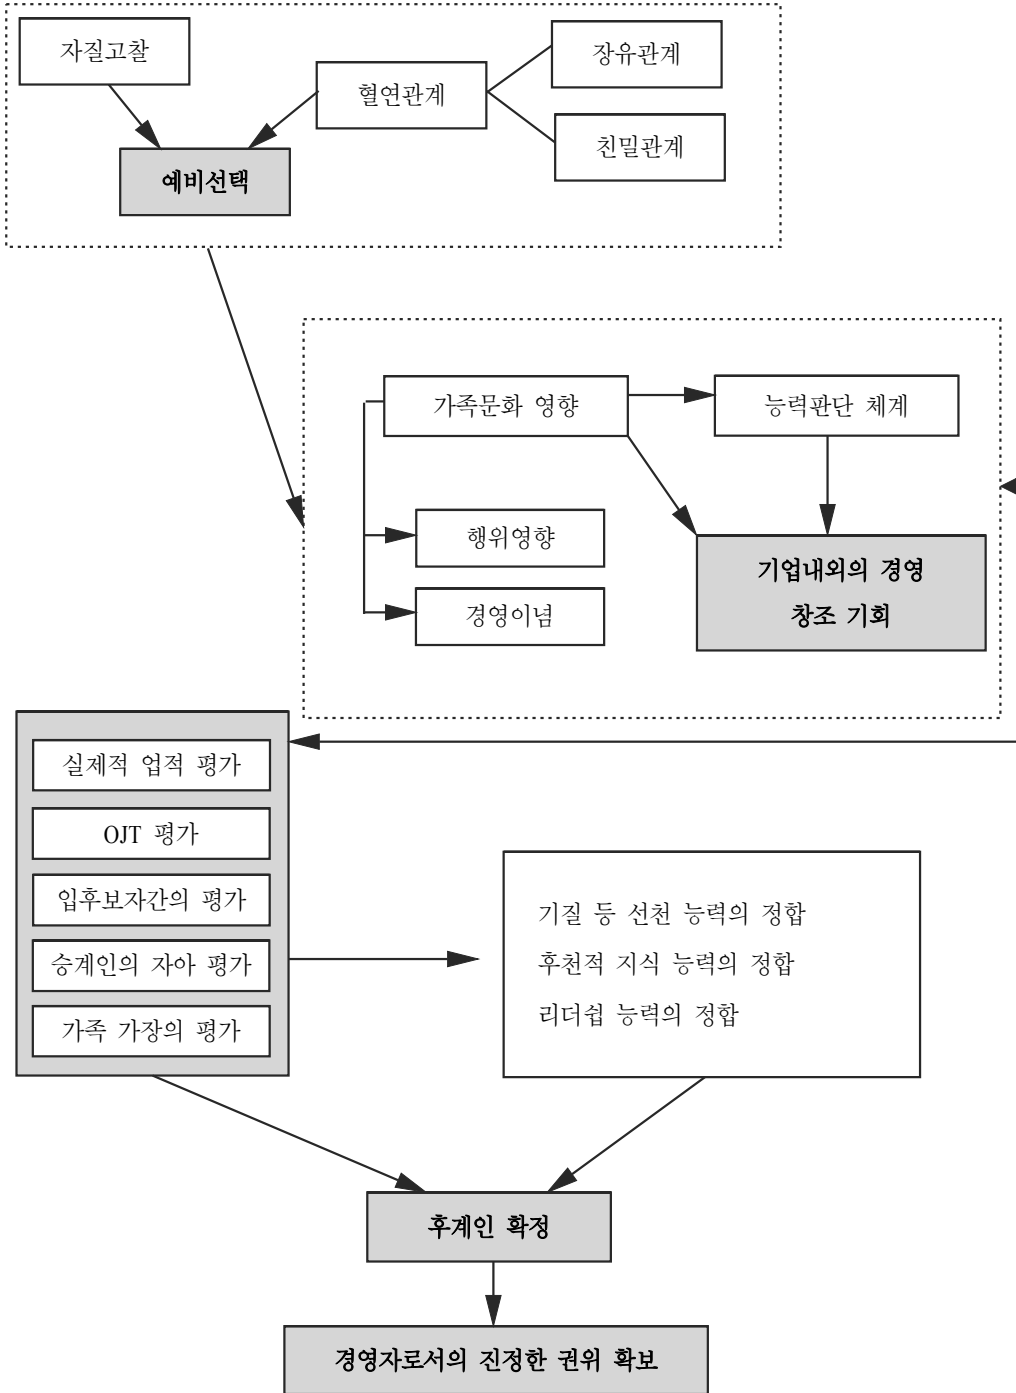 자질고찰
혈연관계
장유관계
친밀관계
예비선택
가족문화 영향
능력판단 체계
행위영향
경영이념
기업내외의 경영
창조 기회
실제적 업적 평가
OJT 평가
입후보자간의 평가
승계인의 자아 평가
가족 가장의 평가
기질 등 선천 능력의 정합
후천적 지식 능력의 정합
리더쉽 능력의 정합
후계인 확정
경영자로서의 진정한 권위 확보